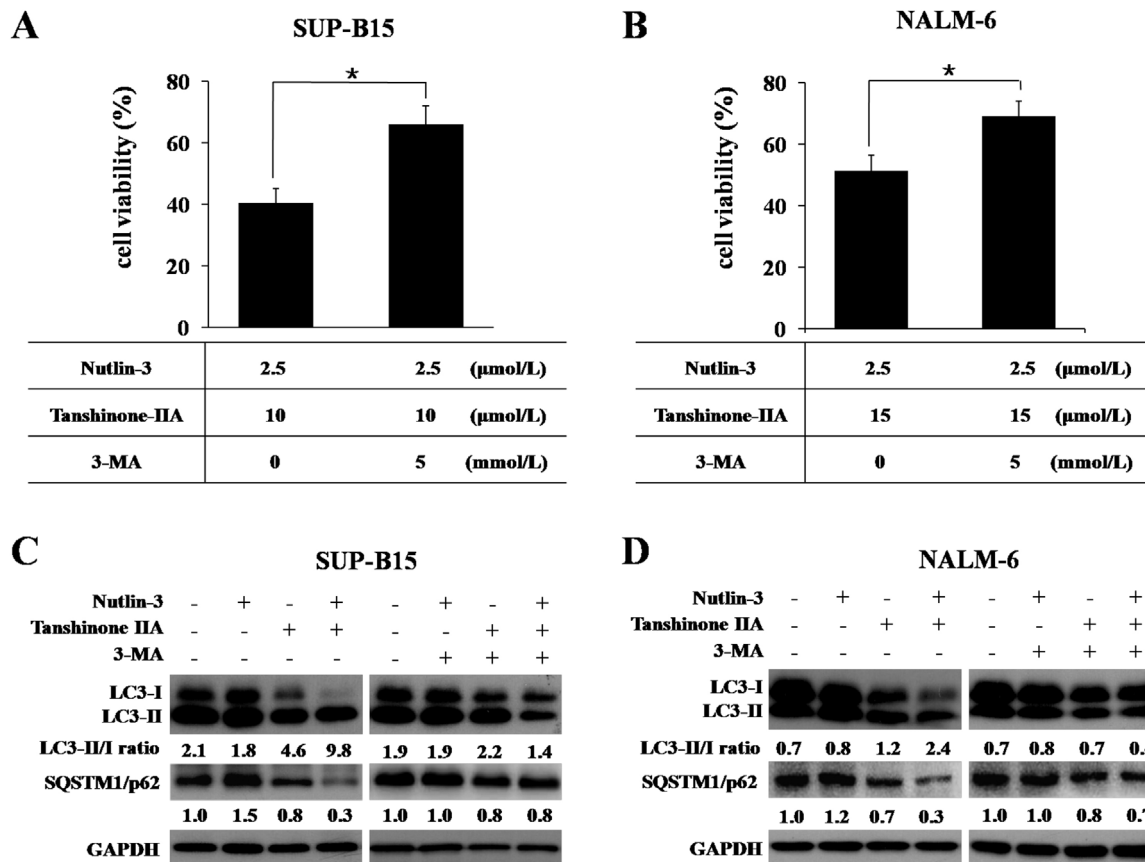 A
SUP-B15
*
cell viability (%)
80
60
40
20
0
Nutlin-3 2.5 2.5 (μmol/L)
Tanshinone-IIA 10 10 (μmol/L)
3-MA 0 5 (mmol/L)
B
NALM-6
*
cell viability (%)
80
60
40
20
0
Nutlin-3 2.5 2.5 (μmol/L)
Tanshinone-IIA 15 15 (μmol/L)
3-MA 0 5 (mmol/L)
C
SUP-B15
Nutlin-3 - + - + - + - +
Tanshinone IIA - - + + - - + +
3-MA - - - - - + + +
LC3-I
LC3-II
LC3-II/I ratio 2.1 1.8 4.6 9.8 1.9 1.9 2.2 1.4
SQSTM1/p62
1.0 1.5 0.8 0.3 1.0 1.0 0.8 0.8
GAPDH
D
NALM-6
Nutlin-3 - + - + - + - +
Tanshinone IIA - - + + - - + +
3-MA - - - - - + + +
LC3-I
LC3-II
LC3-II/I ratio 0.7 0.8 1.2 2.4 0.7 0.8 0.7
SQSTM1/p62
1.0 1.2 0.7 0.3 1.0 1.0 0.8 0.7
GAPDH